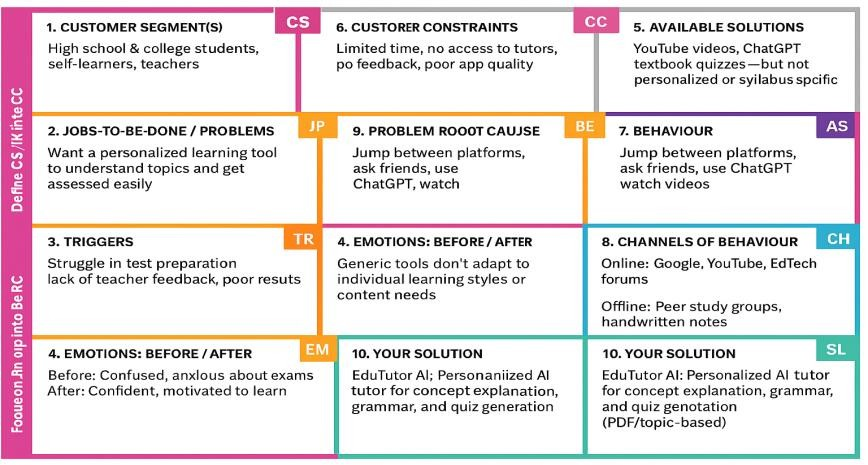 1. CUSTOMER SEGMENT(S)
CS
High school & college students,
self-learners, teachers
6. CUSTORER CONSTRAINTS
CC
Limited time, no access to tutors,
po feedback, poor app quality
5. AVAILABLE SOLUTIONS
YouTube videos, ChatGPT
textbook quizzes—but not
personalized or syilabus spcific
2. JOBS-TO-BE-DONE / PROBLEMS
JP
Want a personalized learning tool
to understand topics and get
assessed easily
9. PROBLEM ROOOT CAUJSE
BE
Jump between platforms,
ask friends, use
ChatGPT, watch
7. BEHAVIOUR
AS
Jump between platforms,
ask friends, use ChatGPT
watch videos
3. TRIGGERS
TR
Struggle in test preparation
lack of teacher feedback, poor resuts
4. EMOTIONS: BEFORE / AFTER
Generic tools don't adapt to
individual learning styles or
content needs
8. CHANNELS OF BEHAVIOUR
CH
Online: Google, YouTube, EdTech
forums
Offline: Peer study groups,
handwritten notes
4. EMOTIONS: BEFORE / AFTER
EM
Before: Confused, anxlous about exams
After: Confident, motivated to learn
10. YOUR SOLUTION
EduTutor AI; Personaniized AI
tutor for concept explanation,
grammar, and quiz generation
10. YOUR SOLUTION
SL
EduTutor AI: Personalized AI tutor
for concept explanation, grammar,
and quiz genotation
(PDF/topic-based)
Define CS